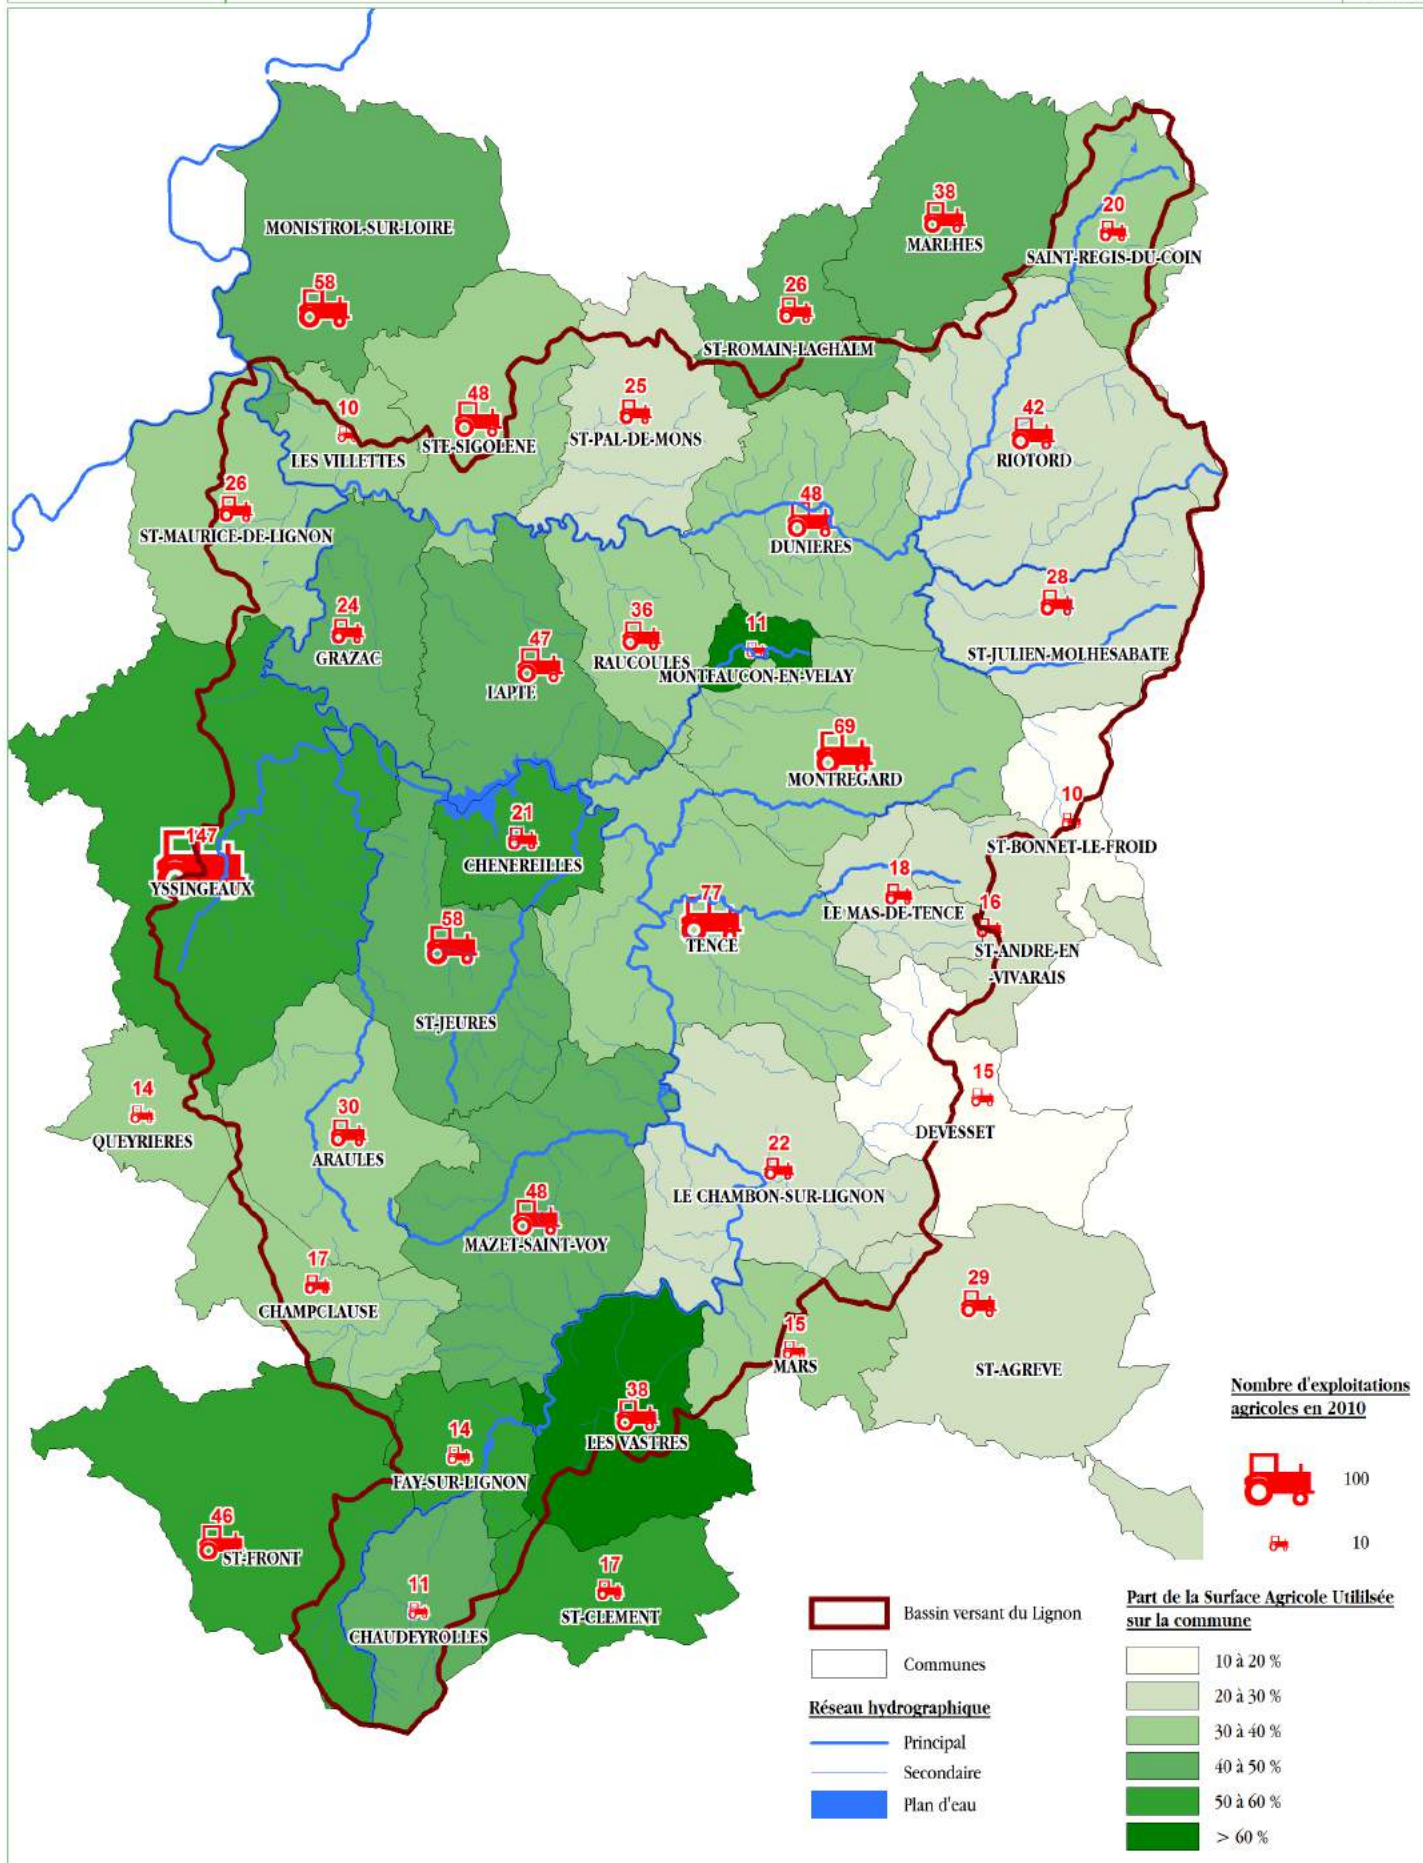 MONISTROL-SUR-LOIRE
58
38
MARLHES
20
SAINT-REGIS-DU-COIN
26
ST-ROMAIN-LACHALM
10
LES VILLETTES
48
STE-SIGOLENE
25
ST-PAL-DE-MONS
42
RIOTORD
26
ST-MAURICE-DE-LIGNON
48
DUNIERES
24
GRAZAC
47
LAPTE
36
RAUCOULES
11
MONTFAUCON-EN-VELAY
28
ST-JULIEN-MOLHESABATE
69
MONTREGARD
10
ST-BONNET-LE-FROID
147
YSSINGEAUX
21
CHENEREILLES
18
LE MAS-DE-TENCE
77
TENCE
16
ST-ANDRE-EN
-VIVARAIS
58
ST-JEURES
14
QUEYRIERES
30
ARAULES
15
DEVESSET
22
LE CHAMBON-SUR-LIGNON
48
MAZET-SAINT-VOY
17
CHAMPCLAUSE
29
ST-AGREVE
15
MARS
38
LES VASTRES
14
FAY-SUR-LIGNON
46
ST-FRONT
11
CHAUDEYROLLES
17
ST-CLEMENT
Nombre d'exploitations
agricoles en 2010
100
10
Bassin versant du Lignon
Communes
Réseau hydrographique
Principal
Secondaire
Plan d'eau
Part de la Surface Agricole Utililsée
sur la commune
10 à 20 %
20 à 30 %
30 à 40 %
40 à 50 %
50 à 60 %
> 60 %